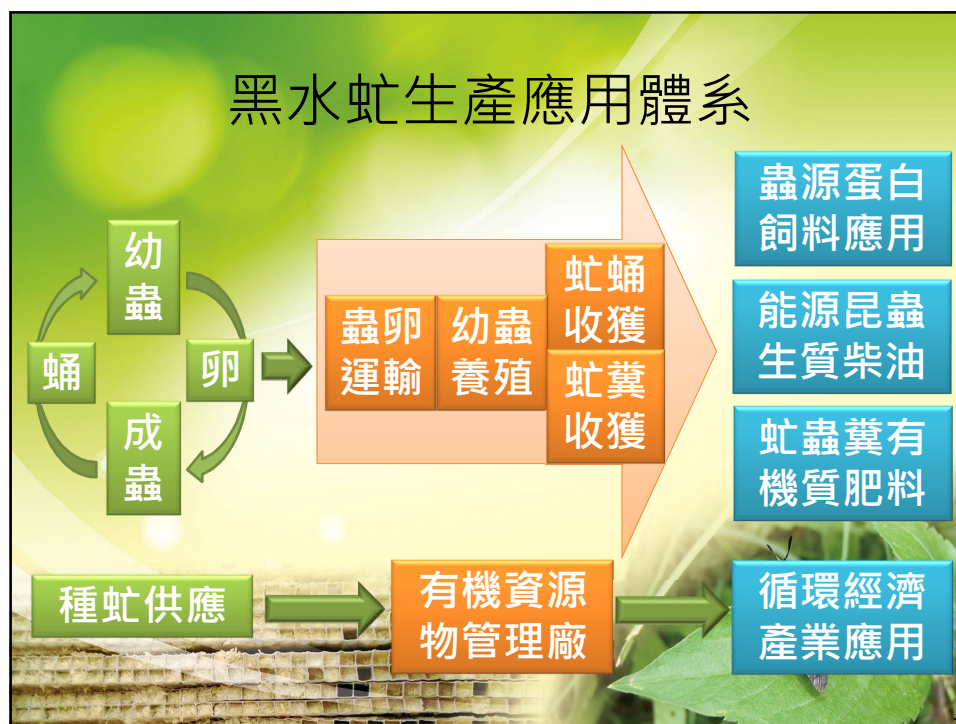 黑水虻生產應用體系
幼
蟲
蛹
卵
成
蟲
蟲卵
運輸
幼蟲
養殖
虻蛹
收獲
虻糞
收獲
蟲源蛋白
飼料應用
能源昆蟲
生質柴油
虻蟲糞有
機質肥料
種虻供應
有機資源
物管理廠
循環經濟
產業應用